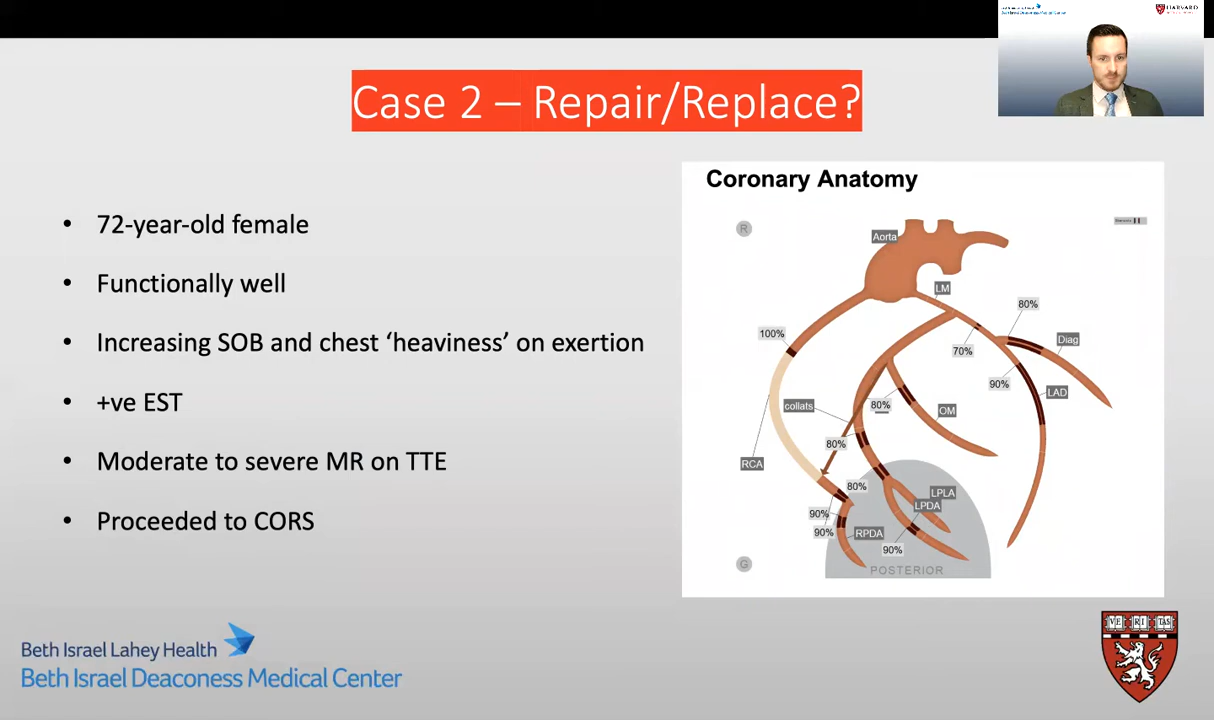 HARVARD
Case 2 – Repair/Replace?
• 72-year-old female
• Functionally well
• Increasing SOB and chest ‘heaviness’ on exertion
• +ve EST
• Moderate to severe MR on TTE
• Proceeded to CORS
Coronary Anatomy
R
Aorta
LM
80%
100%
70%
Diag
90%
LAD
collats
80%
OM
80%
RCA
80%
LPLA
LPDA
90%
90%
RPDA
90%
G
POSTERIOR
Beth Israel Lahey Health
Beth Israel Deaconess Medical Center
VE RI TAS